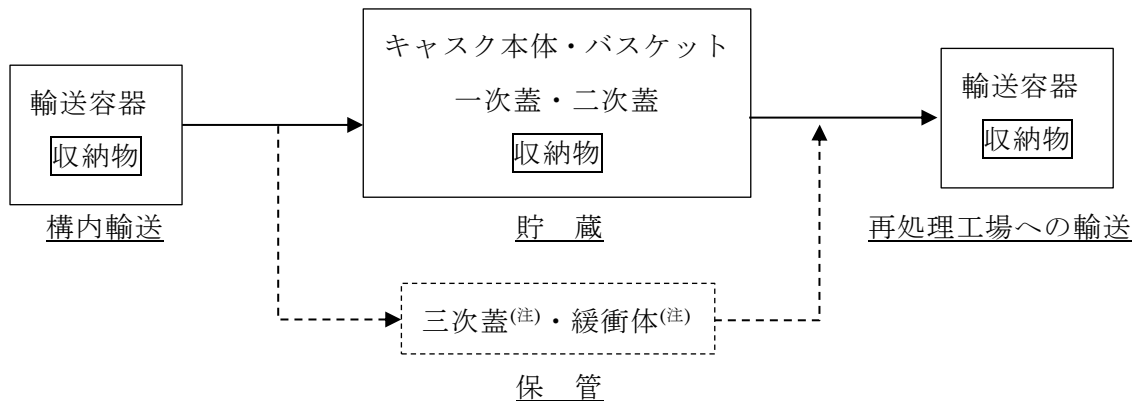 輸送容器
収納物
構内輸送
キャスク本体・バスケット
一次蓋・二次蓋
収納物
貯　蔵
輸送容器
収納物
再処理工場への輸送
三次蓋(注)・緩衝体(注)
保　管